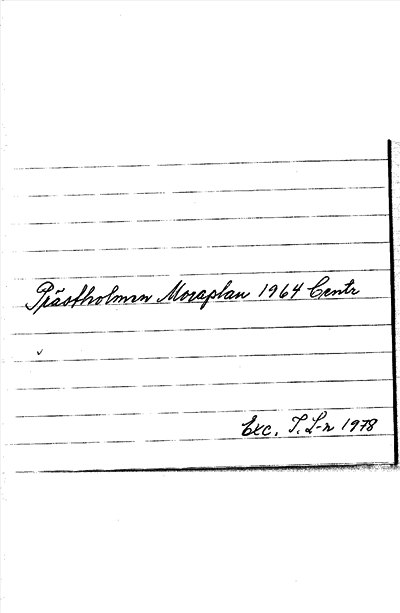 Prästholmen Moraplan 1964 Centr
Exc. T. L-n 1978